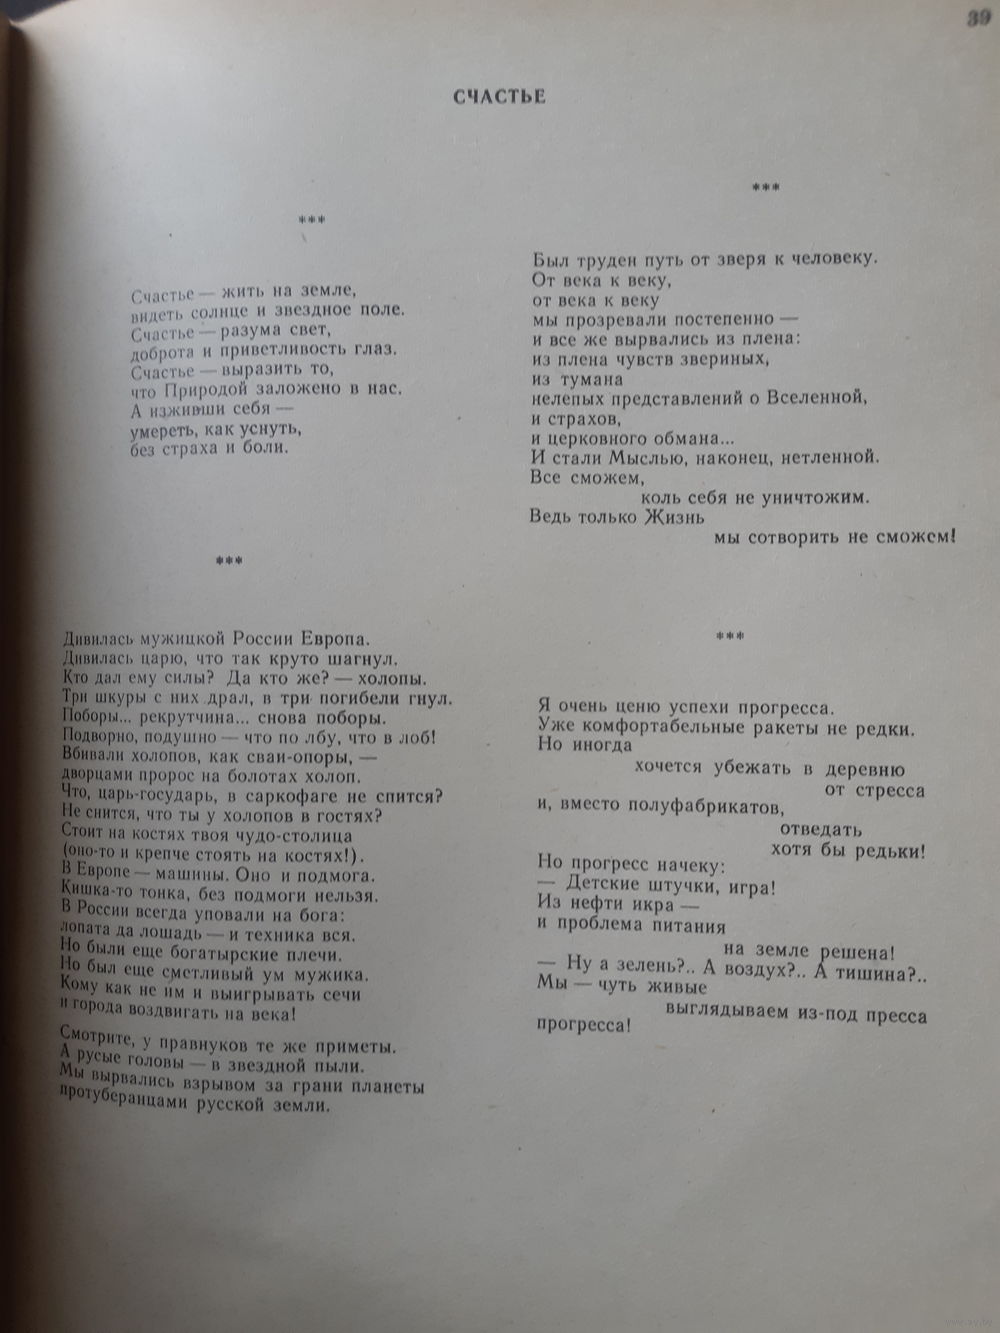 39
СЧАСТЬЕ
***
Счастье — жить на земле,
видеть солнце и звездное поле.
Счастье — разума свет,
доброта и приветливость глаз.
Счастье — выразить то,
что Природой заложено в нас.
А изживши себя —
умереть, как уснуть,
без страха и боли.
***
Дивилась мужицкой России Европа.
Дивилась царю, что так круто шагнул.
Кто дал ему силы? Да кто же? — холопы.
Три шкуры с них драл, в три погибели гнул.
Поборы... рекрутчина... снова поборы.
Подворно, подушно — что по лбу, что в лоб!
Вбивали холопов, как сваи-опоры, —
дворцами пророс на болотах холоп.
Что, царь-государь, в саркофаге не спится?
Не снится, что ты у холопов в гостях?
Стоит на костях твоя чудо-столица
(оно-то и крепче стоять на костях!).
В Европе — машины. Оно и подмога.
Кишка-то тонка, без подмоги нельзя.
В России всегда уповали на бога:
лопата да лошадь — и техника вся.
Но были еще богатырские плечи.
Но был еще сметливый ум мужика.
Кому как не им и выигрывать сечи
и города воздвигать на века!
Смотрите, у правнуков те же приметы.
А русые головы — в звездной пыли.
Мы вырвались взрывом за грани планеты
протуберанцами русской земли.
***
Был труден путь от зверя к человеку.
От века к веку,
от века к веку
мы прозревали постепенно —
и все же вырвались из плена:
из плена чувств звериных,
из тумана
нелепых представлений о Вселенной,
и страхов,
и церковного обмана...
И стали Мыслью, наконец, нетленной.
Все сможем,
коль себя не уничтожим.
Ведь только Жизнь
мы сотворить не сможем!
***
Я очень ценю успехи прогресса.
Уже комфортабельные ракеты не редки.
Но иногда
хочется убежать в деревню
от стресса
и, вместо полуфабрикатов,
отведать
хотя бы редьки!
Но прогресс начеку:
— Детские штучки, игра!
Из нефти икра —
и проблема питания
на земле решена!
— Ну а зелень?.. А воздух?.. А тишина?..
Мы — чуть живые
выглядываем из-под пресса
прогресса!